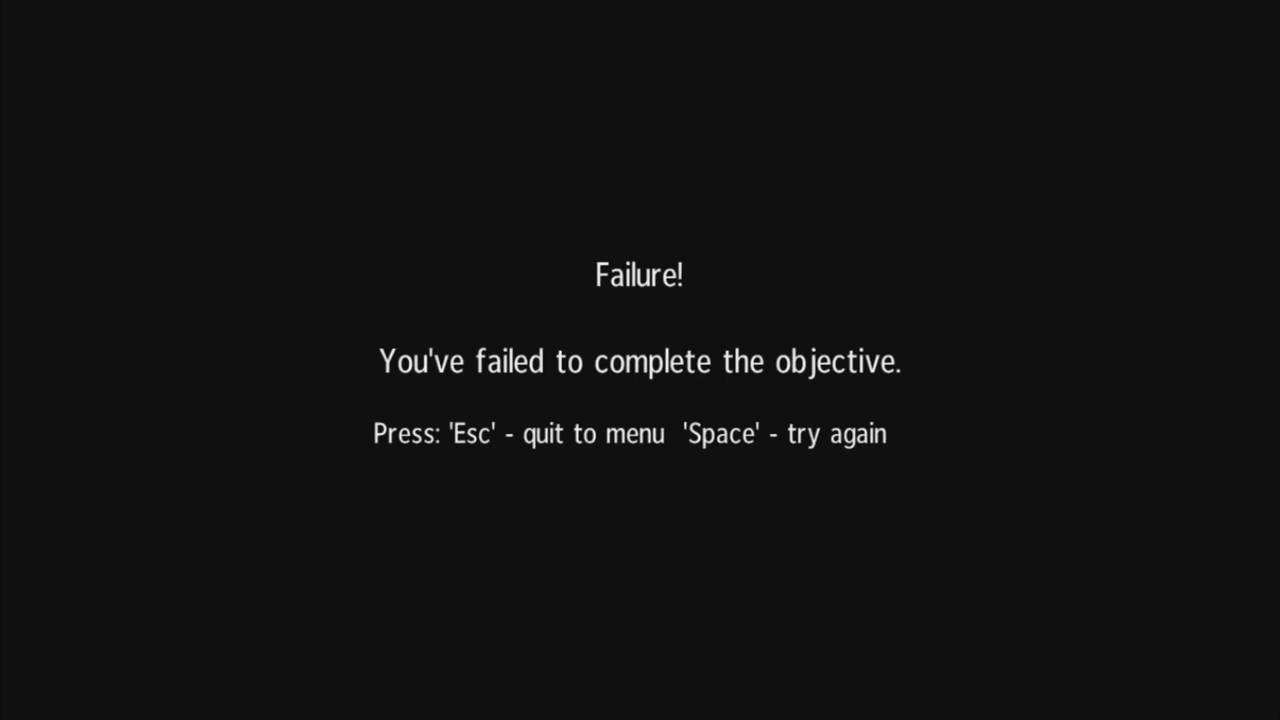 Failure!
You've failed to complete the objective.
Press: 'Esc' - quit to menu  'Space' - try again